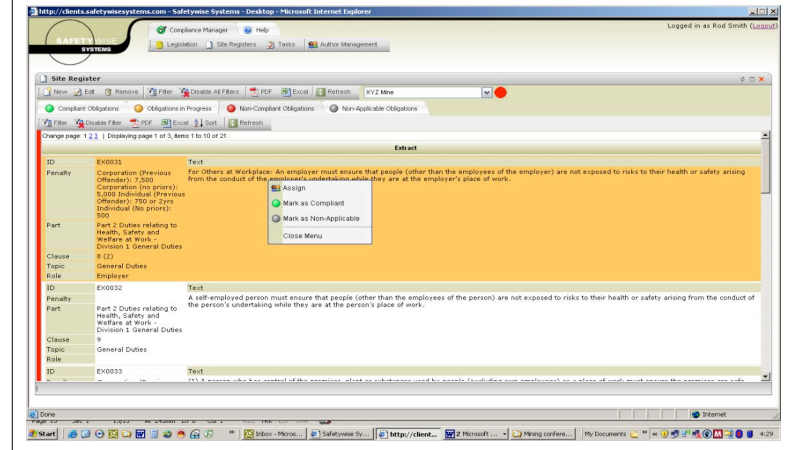 http://clients.safetywisesystems.com - Safetywise Systems - Desktop - Microsoft Internet Explorer
Compliance Manager Help
Logged in as Rod Smith (Logout)
SAFETY WISE
SYSTEMS
Legislation Site Registers Tasks Author Management
Site Register
New Edit Remove Filter Disable All Filters PDF Excel Refresh XYZ Mine
Compliant Obligations Obligations in Progress Non-Compliant Obligations Non-Applicable Obligations
Filter Disable Filter PDF Excel Sort Refresh
Change page: 1 2 3 | Displaying page 1 of 3, items 1 to 10 of 21.
Extract
ID EX0031 Text
Penalty Corporation (Previous For Others at Workplace: An employer must ensure that people (other than the employees of the employer) are not exposed to risks to their health or safety arising
Offender): 7,500 from the conduct of the employer's undertaking while they are at the employer's place of work.
Corporation (no priors):
5,000 Individual (Previous
Offender): 750 or 2yrs
Individual (No priors):
500
Assign
Mark as Compliant
Mark as Non-Applicable
Close Menu
Part Part 2 Duties relating to
Health, Safety and
Welfare at Work -
Division 1 General Duties
Clause 8 (2)
Topic General Duties
Role Employer
ID EX0032 Text
Penalty A self-employed person must ensure that people (other than the employees of the person) are not exposed to risks to their health or safety arising from the conduct of
Part Part 2 Duties relating to the person's undertaking while they are at the person's place of work.
Health, Safety and
Welfare at Work -
Division 1 General Duties
Clause 9
Topic General Duties
Role
ID EX0033 Text
Done Internet
Start Inbox - Micros... Safetywise Sy... http://client... 2 Microsoft ... Mining confere... My Documents 4:29